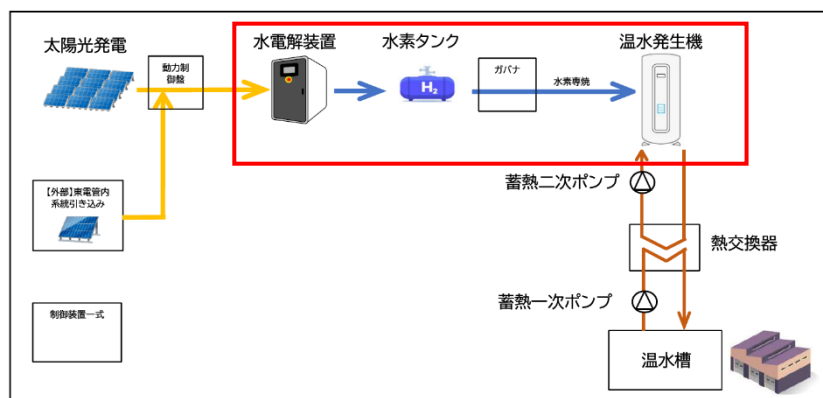 太陽光発電
動力制
御盤
水電解装置
水素タンク
H₂
ガバナ
水素専焼
温水発生機
【外部】東電管内
系統引き込み
蓄熱二次ポンプ
熱交換器
制御装置一式
蓄熱一次ポンプ
温水槽